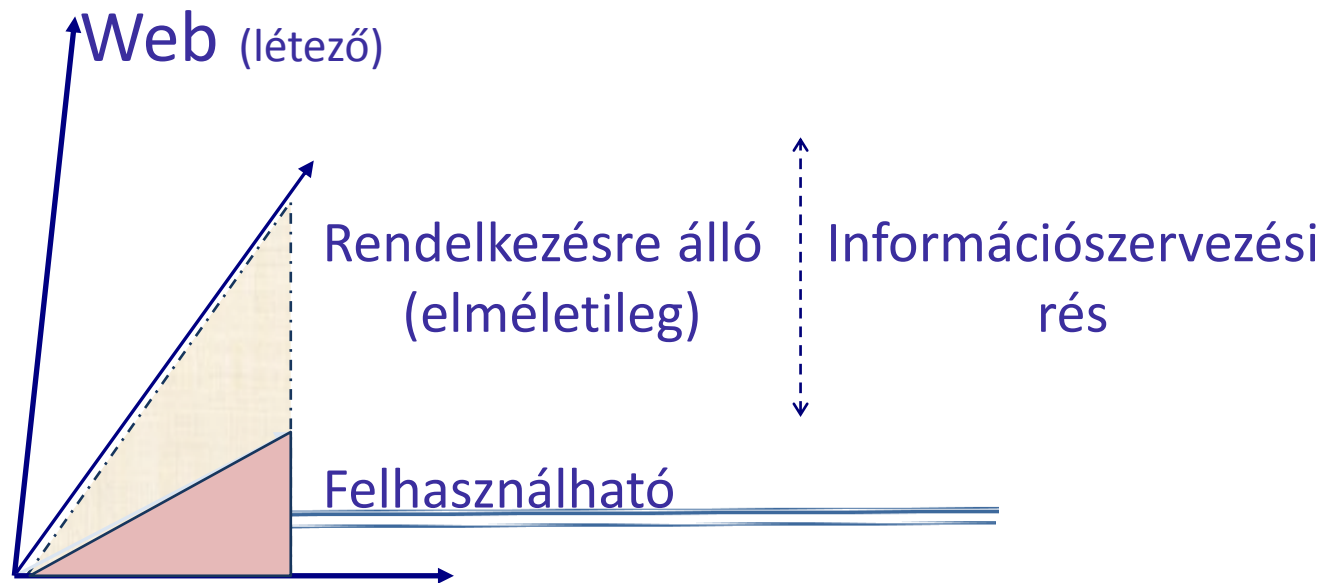 Web (létező)
Rendelkezésre álló
(elméletileg)
Információszervezési
rés
Felhasználható